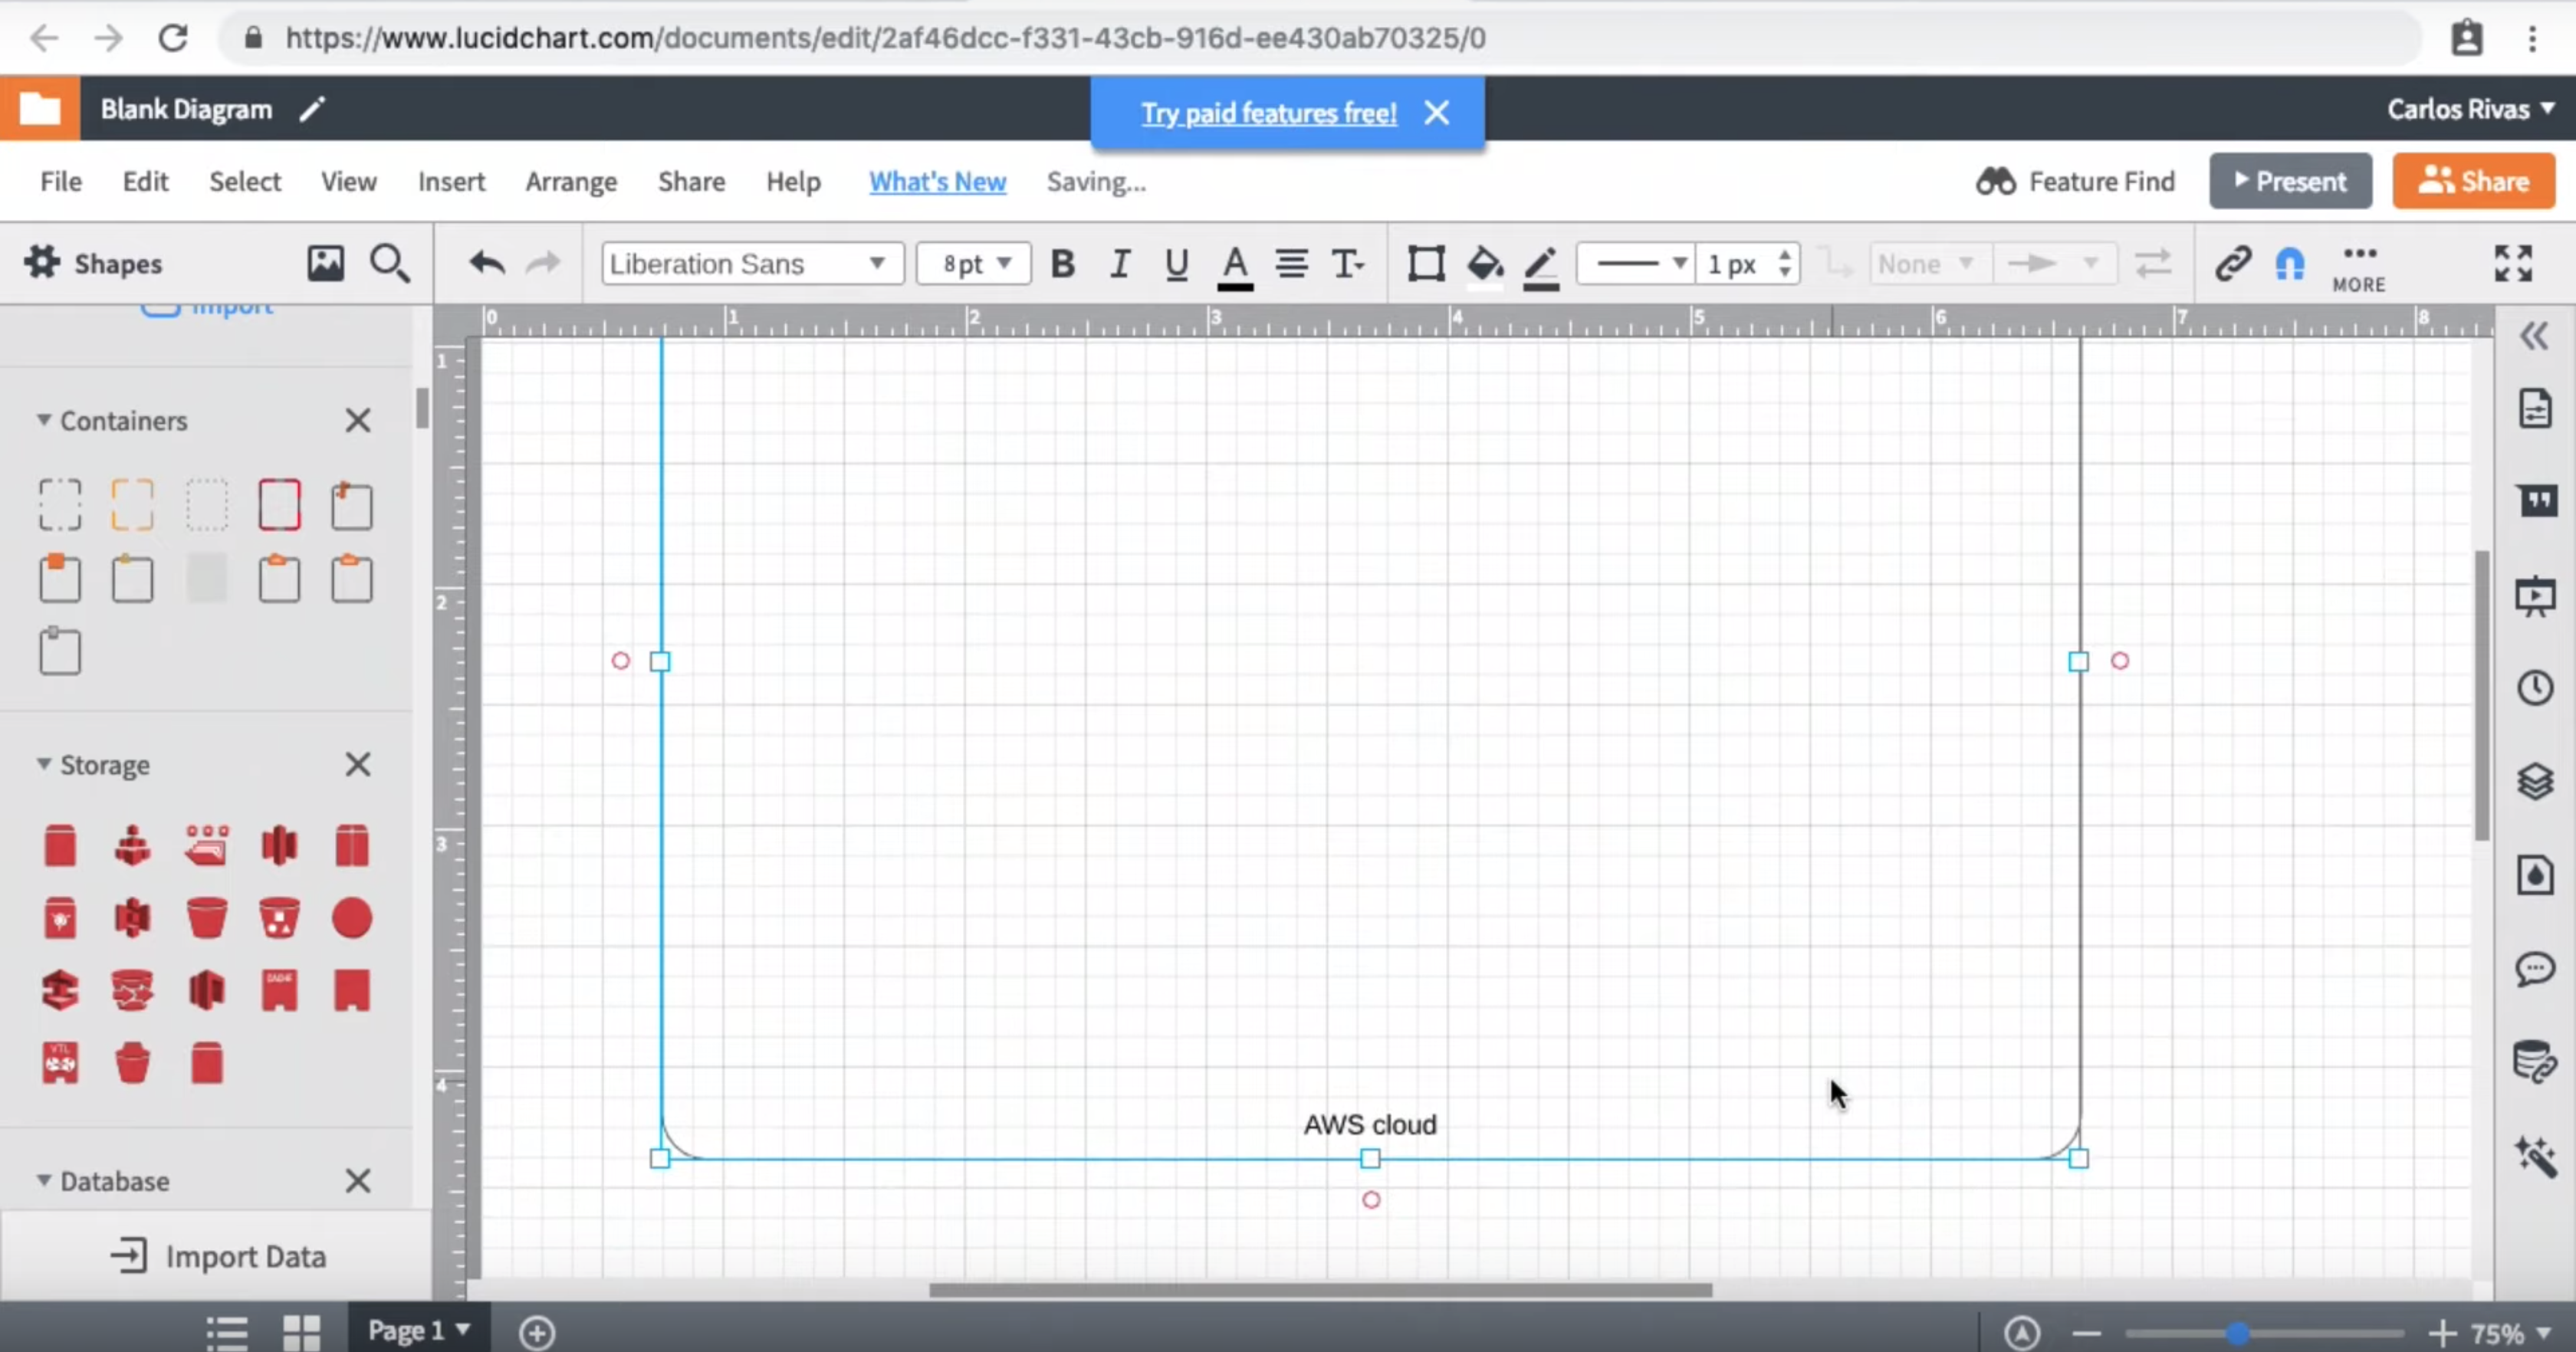 https://www.lucidchart.com/documents/edit/2af46dcc-f331-43cb-916d-ee430ab70325/0
Blank Diagram
Try paid features free!
Carlos Rivas
File Edit Select View Insert Arrange Share Help What's New Saving...
Feature Find
Present
Share
Shapes
Liberation Sans
8 pt
B I U A T
1 px
None
MORE
Import
0 1 2 3 4 5 6 7 8
1
2
3
4
Containers
Storage
CACHE
VTL
Database
AWS cloud
Import Data
Page 1
75%